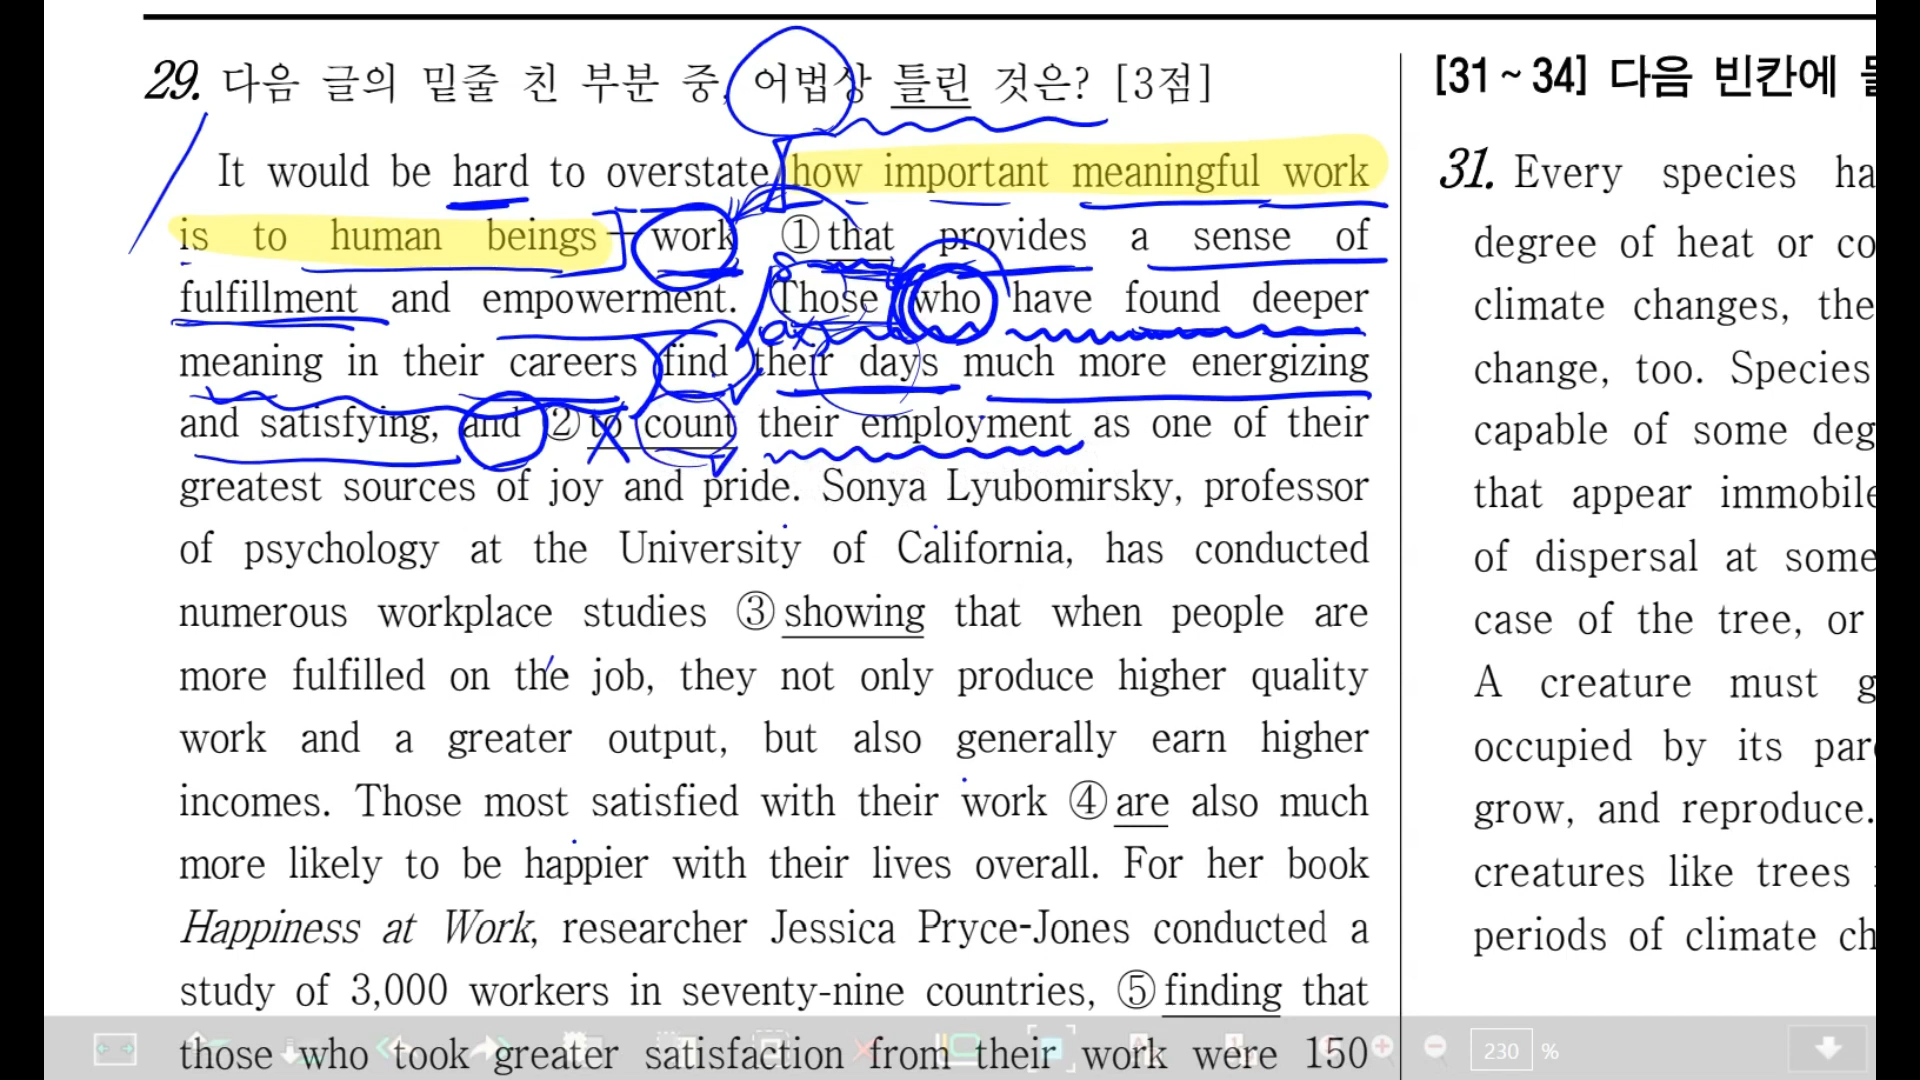 29. 다음 글의 밑줄 친 부분 중, 어법상 틀린 것은? [3점]
It would be hard to overstate how important meaningful work
is to human beings — work ① that provides a sense of
fulfillment and empowerment. Those who have found deeper
meaning in their careers find their days much more energizing
and satisfying, and ② to count their employment as one of their
greatest sources of joy and pride. Sonya Lyubomirsky, professor
of psychology at the University of California, has conducted
numerous workplace studies ③ showing that when people are
more fulfilled on the job, they not only produce higher quality
work and a greater output, but also generally earn higher
incomes. Those most satisfied with their work ④ are also much
more likely to be happier with their lives overall. For her book
Happiness at Work, researcher Jessica Pryce-Jones conducted a
study of 3,000 workers in seventy-nine countries, ⑤ finding that
those who took greater satisfaction from their work were 150
[31 ~ 34] 다음 빈칸에
31. Every species ha
degree of heat or co
climate changes, the
change, too. Species
capable of some deg
that appear immobile
of dispersal at some
case of the tree, or
A creature must g
occupied by its par
grow, and reproduce.
creatures like trees
periods of climate ch
230 %